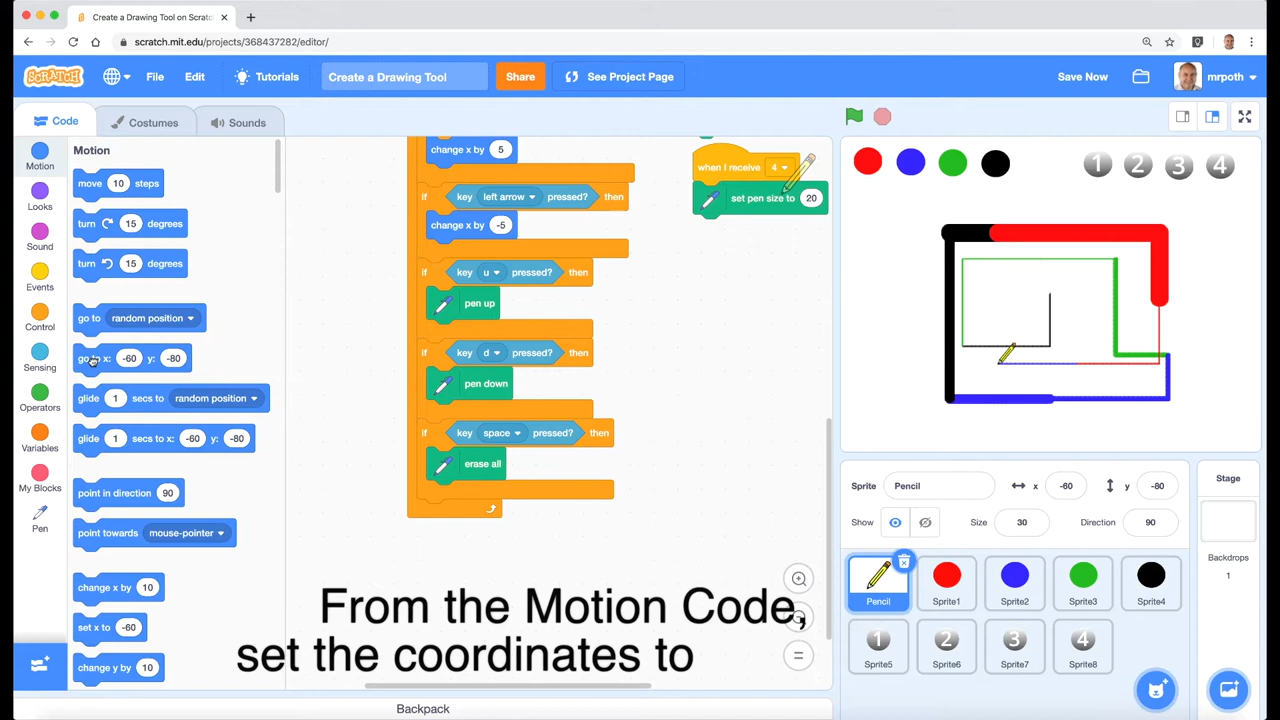 Create a Drawing Tool on Scratc
scratch.mit.edu/projects/368437282/editor/
SCRATCH
File
Edit
Tutorials
Create a Drawing Tool
Share
See Project Page
Save Now
mrpoth
Code
Costumes
Sounds
Motion
Looks
Sound
Events
Control
Sensing
Operators
Variables
My Blocks
Pen
Motion
move 10 steps
turn 15 degrees
turn 15 degrees
go to random position
go to x: -60 y: -80
glide 1 secs to random position
glide 1 secs to x: -60 y: -80
point in direction 90
point towards mouse-pointer
change x by 10
set x to -60
change y by 10
change x by 5
if key left arrow pressed? then
change x by -5
if key u pressed? then
pen up
if key d pressed? then
pen down
if key space pressed? then
erase all
when I receive 4
set pen size to 20
1 2 3 4
Sprite Pencil x -60 y -80
Show Size 30 Direction 90
Pencil
Sprite1
Sprite2
Sprite3
Sprite4
1
Sprite5
2
Sprite6
3
Sprite7
4
Sprite8
Stage
Backdrops
1
From the Motion Code,
set the coordinates to
Backpack